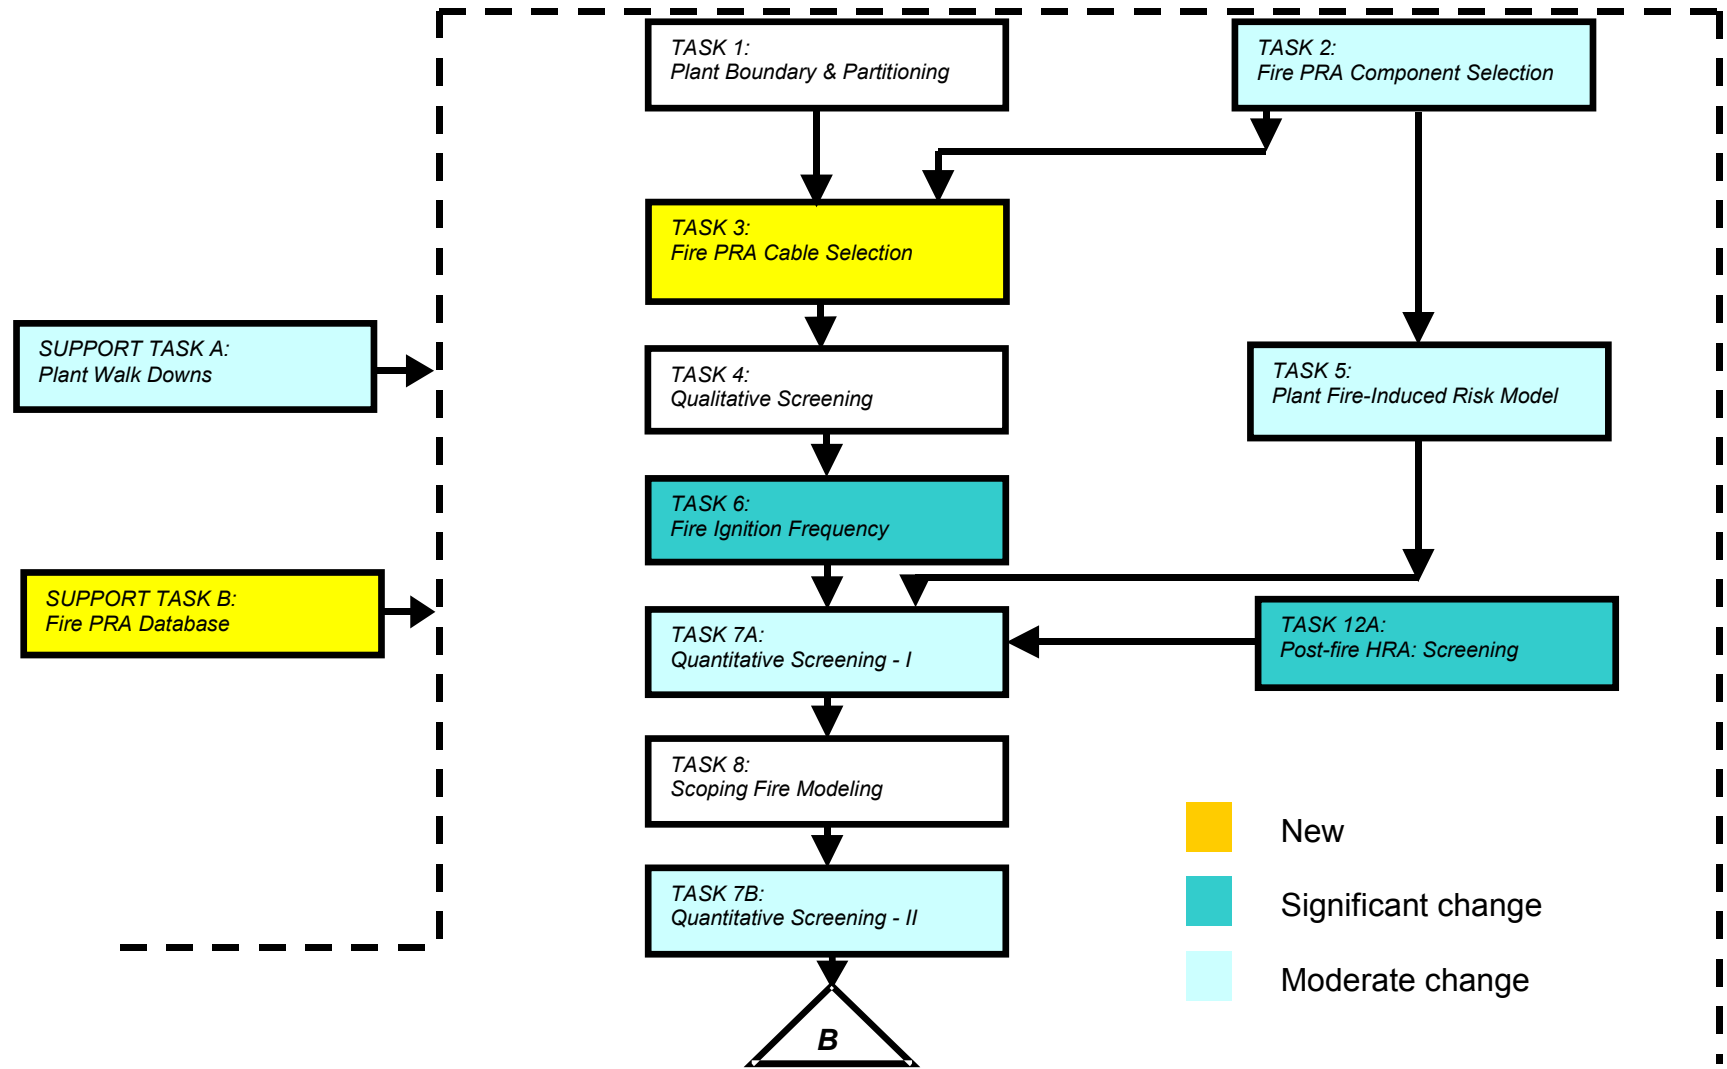 TASK 1:
Plant Boundary & Partitioning
TASK 2:
Fire PRA Component Selection
TASK 3:
Fire PRA Cable Selection
SUPPORT TASK A:
Plant Walk Downs
TASK 4:
Qualitative Screening
TASK 5:
Plant Fire-Induced Risk Model
TASK 6:
Fire Ignition Frequency
SUPPORT TASK B:
Fire PRA Database
TASK 7A:
Quantitative Screening - I
TASK 12A:
Post-fire HRA: Screening
TASK 8:
Scoping Fire Modeling
TASK 7B:
Quantitative Screening - II
New
Significant change
Moderate change
B